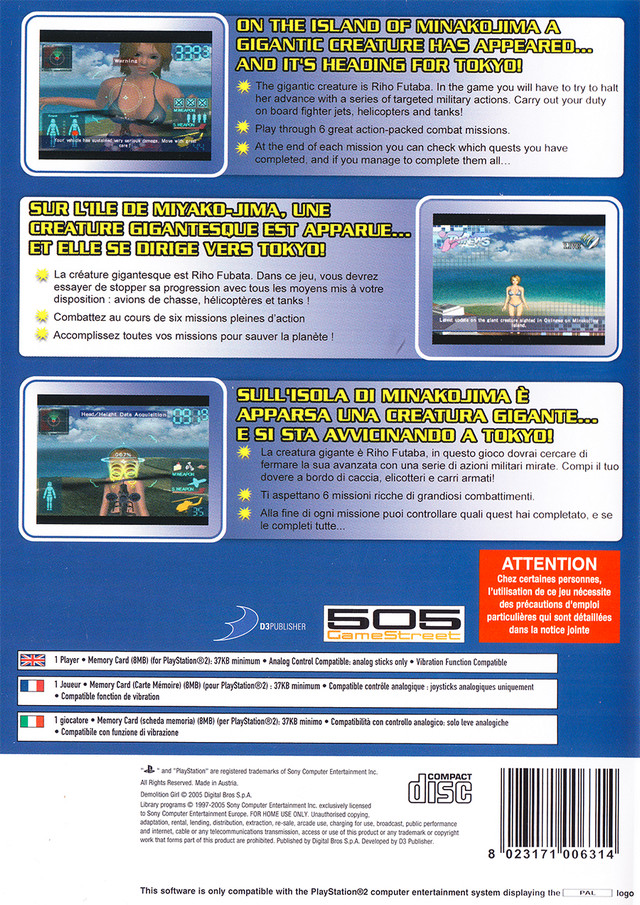 ON THE ISLAND OF MINAKOJIMA A
GIGANTIC CREATURE HAS APPEARED...
AND IT'S HEADING FOR TOKYO!
Warning
Your vehicle has sustained very serious damage. Move with great
care!
The gigantic creature is Riho Futaba. In the game you will have to try to halt
her advance with a series of targeted military actions. Carry out your duty
on board fighter jets, helicopters and tanks!
Play through 6 great action-packed combat missions.
At the end of each mission you can check which quests you have
completed, and if you manage to complete them all...
SUR L'ILE DE MIYAKO-JIMA, UNE
CREATURE GIGANTESQUE EST APPARUE...
ET ELLE SE DIRIGE VERS TOKYO!
La créature gigantesque est Riho Fubata. Dans ce jeu, vous devrez
essayer de stopper sa progression avec tous les moyens mis à votre
disposition : avions de chasse, hélicoptères et tanks !
Combattez au cours de six missions pleines d'action
Accomplissez toutes vos missions pour sauver la planète !
LIVE
Latest update on the giant creature sighted in Okinawa on Minakojima
Island.
SULL'ISOLA DI MINAKOJIMA È
APPARSA UNA CREATURA GIGANTE...
E SI STA AVVICINANDO A TOKYO!
Heat/Height Data Acquisition
067%
M.WEAPON
S.WEAPON
35
La creatura gigante è Riho Futaba, in questo gioco dovrai cercare di
fermare la sua avanzata con una serie di azioni militari mirate. Compi il tuo
dovere a bordo di caccia, elicotteri e carri armati!
Ti aspettano 6 missioni ricche di grandiosi combattimenti.
Alla fine di ogni missione puoi controllare quali quest hai completato, e se
le completi tutte...
ATTENTION
Chez certaines personnes,
l'utilisation de ce jeu nécessite
des précautions d'emploi
particulières qui sont détaillées
dans la notice jointe
D3PUBLISHER
505
GameStreet
1 Player • Memory Card (8MB) (for PlayStation®2): 37KB minimum • Analog Control Compatible: analog sticks only • Vibration Function Compatible
1 Joueur • Memory Card (Carte Mémoire) (8MB) (pour PlayStation®2) : 37KB minimum • Compatible contrôle analogique : joysticks analogiques uniquement
• Compatible fonction de vibration
1 giocatore • Memory Card (scheda memoria) (8MB) (per PlayStation®2): 37KB minimo • Compatibilità con controllo analogico: solo leve analogiche
• Compatibile con funzione di vibrazione
" " and "PlayStation" are registered trademarks of Sony Computer Entertainment Inc.
All Rights Reserved. Made in Austria.
Demolition Girl © 2005 Digital Bros S.p.A.
Library programs © 1997-2005 Sony Computer Entertainment Inc. exclusively licensed
to Sony Computer Entertainment Europe. FOR HOME USE ONLY. Unauthorised copying,
adaptation, rental, lending, distribution, extraction, re-sale, arcade use, charging for use, broadcast, public performance
and internet, cable or any telecommunications transmission, access or use of this product or any trademark or copyright
work that forms part of this product are prohibited. Published by Digital Bros S.p.A. Developed by D3 Publisher.
COMPACT
disc
8 023171 006314
This software is only compatible with the PlayStation®2 computer entertainment system displaying the PAL logo